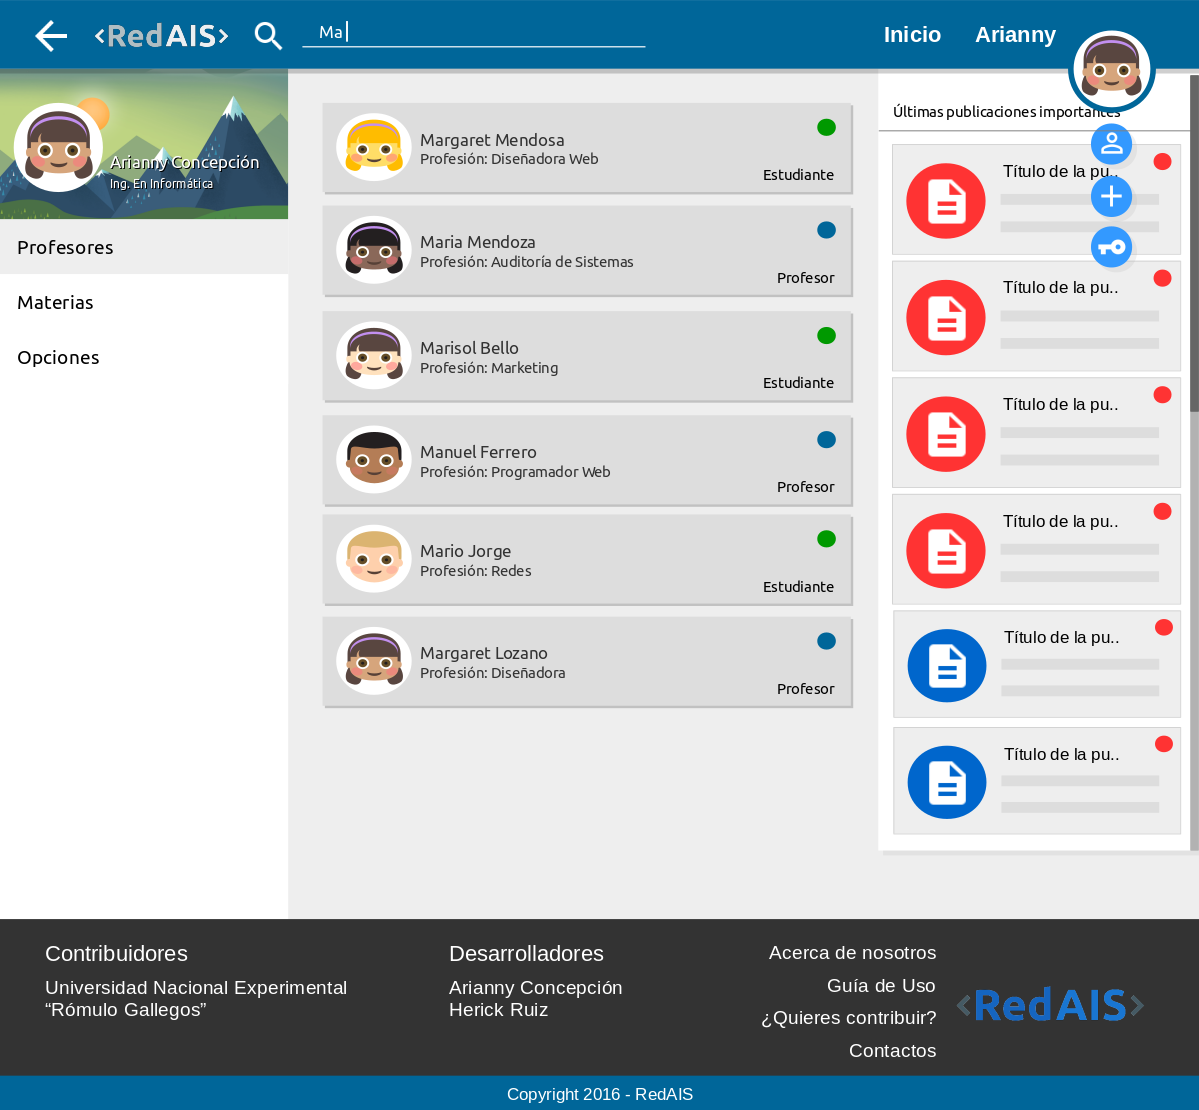 <RedAIS>
Ma
Inicio
Arianny
Arianny Concepción
Ing. En Informática
Profesores
Materias
Opciones
Margaret Mendosa
Profesión: Diseñadora Web
Estudiante
Maria Mendoza
Profesión: Auditoría de Sistemas
Profesor
Marisol Bello
Profesión: Marketing
Estudiante
Manuel Ferrero
Profesión: Programador Web
Profesor
Mario Jorge
Profesión: Redes
Estudiante
Margaret Lozano
Profesión: Diseñadora
Profesor
Últimas publicaciones importantes
Título de la pu..
Título de la pu..
Título de la pu..
Título de la pu..
Título de la pu..
Título de la pu..
Contribuidores
Universidad Nacional Experimental
“Rómulo Gallegos”
Desarrolladores
Arianny Concepción
Herick Ruiz
Acerca de nosotros
Guía de Uso
¿Quieres contribuir?
Contactos
<RedAIS>
Copyright 2016 - RedAIS